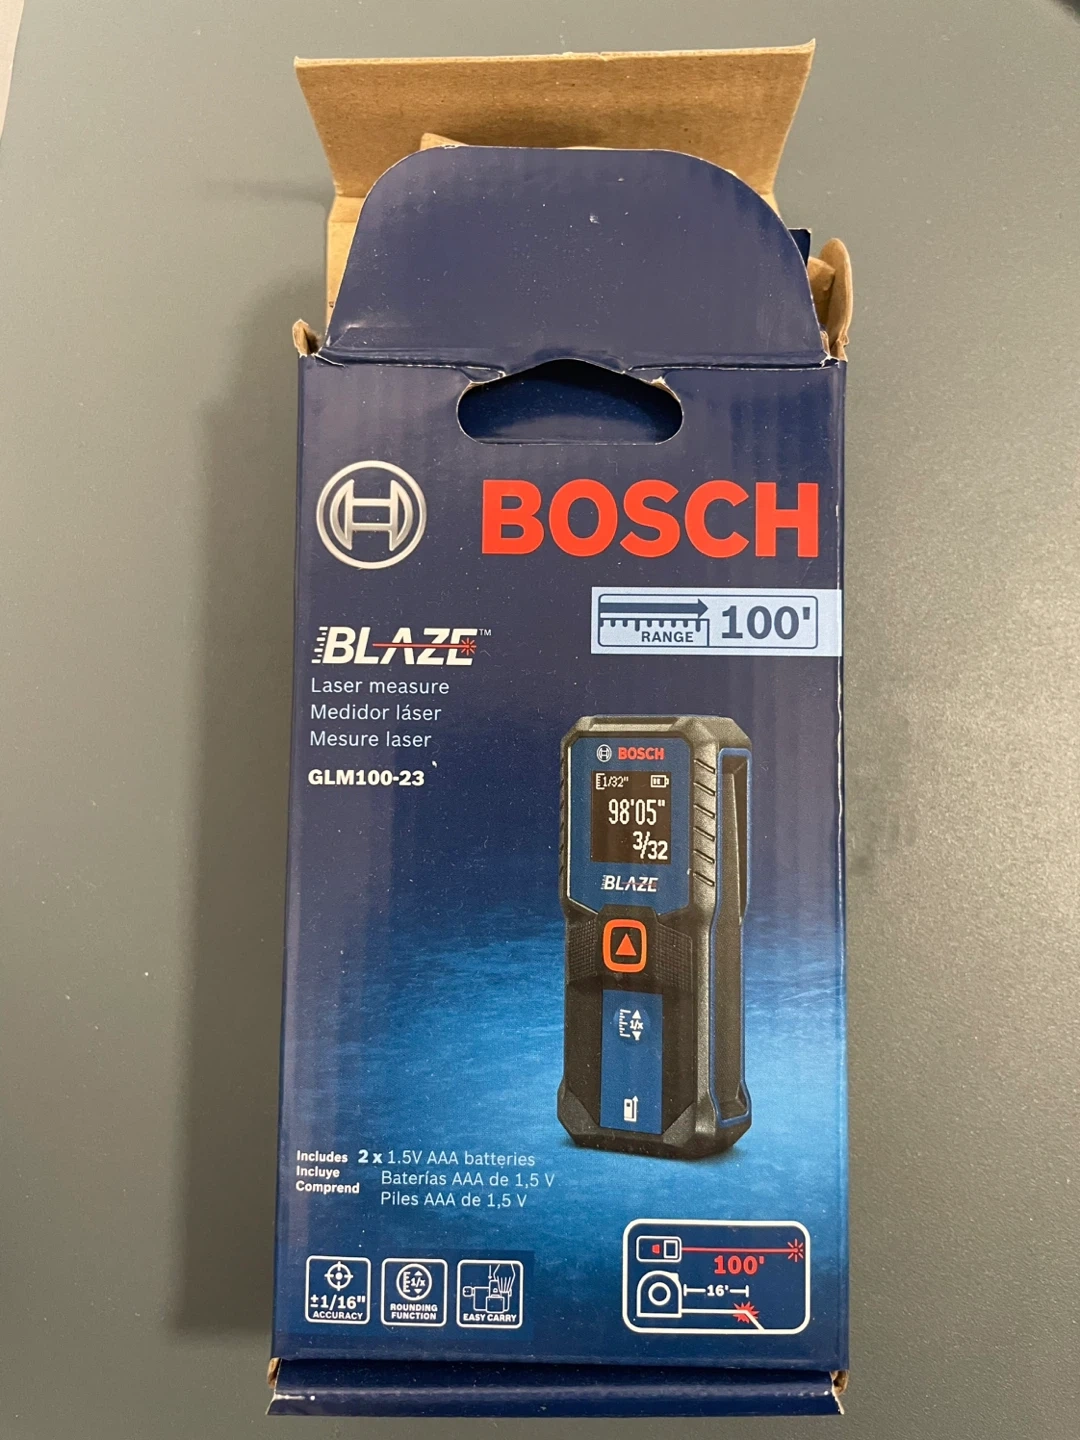 BOSCH
RANGE 100'
BLAZE™
Laser measure
Medidor láser
Mesure laser
GLM100-23
BOSCH
1/32"
98'05"
3/32
BLAZE
1/x
Includes 2 x 1.5V AAA batteries
Incluye Baterías AAA de 1,5 V
Comprend Piles AAA de 1,5 V
±1/16"
ACCURACY
1/x
ROUNDING
FUNCTION
EASY CARRY
100'
16'